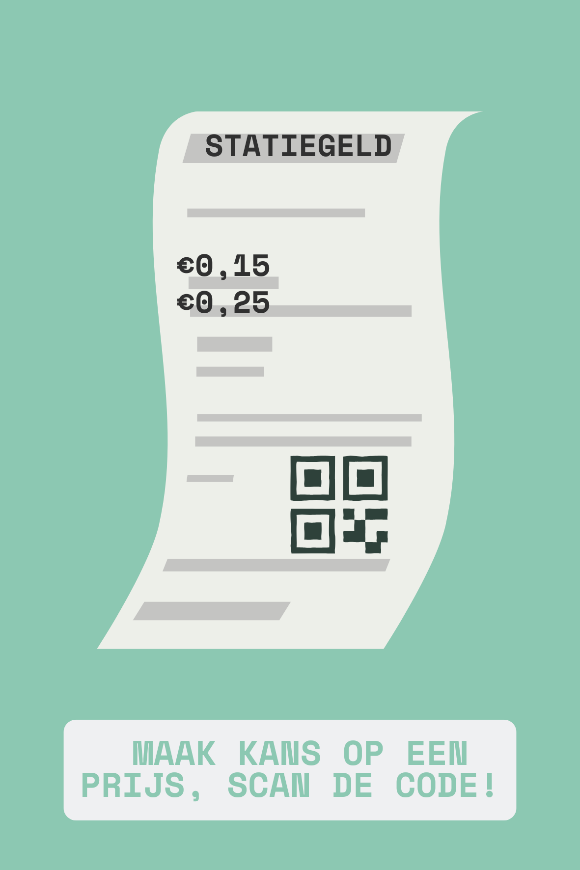 STATIEGELD
€0,15
€0,25
MAAK KANS OP EEN
PRIJS, SCAN DE CODE!